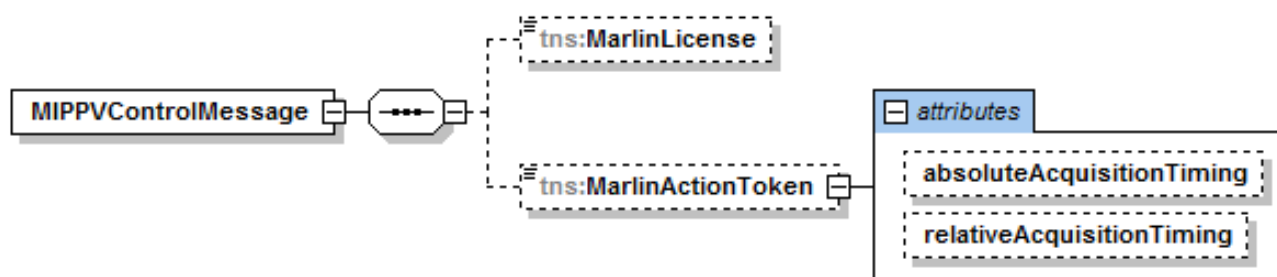 tns:MarlinLicense
MIPPVControlMessage
attributes
absoluteAcquisitionTiming
tns:MarlinActionToken
relativeAcquisitionTiming